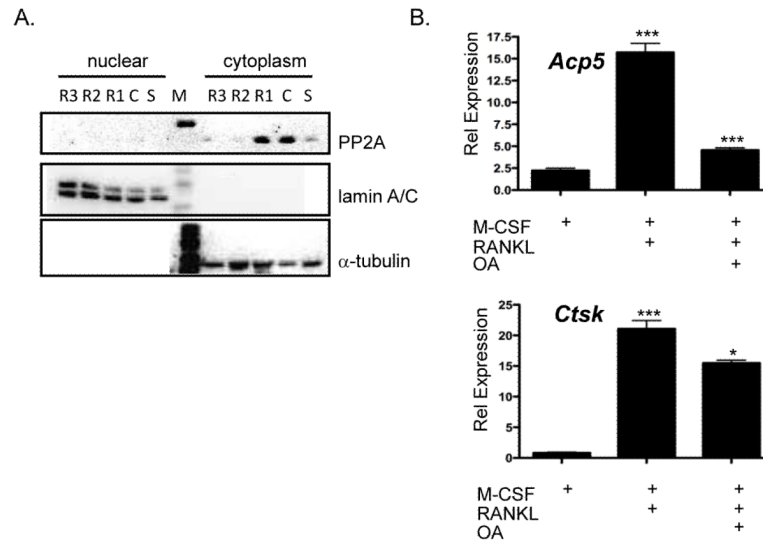 A.
nuclear cytoplasm
R3 R2 R1 C S M R3 R2 R1 C S
PP2A
lamin A/C
α-tubulin
B.
Acp5
Rel Expression
17.5
15.0
12.5
10.0
7.5
5.0
2.5
0.0
***
***
M-CSF + + +
RANKL + +
OA +
Ctsk
Rel Expression
25
20
15
10
5
0
***
*
M-CSF + + +
RANKL + +
OA +